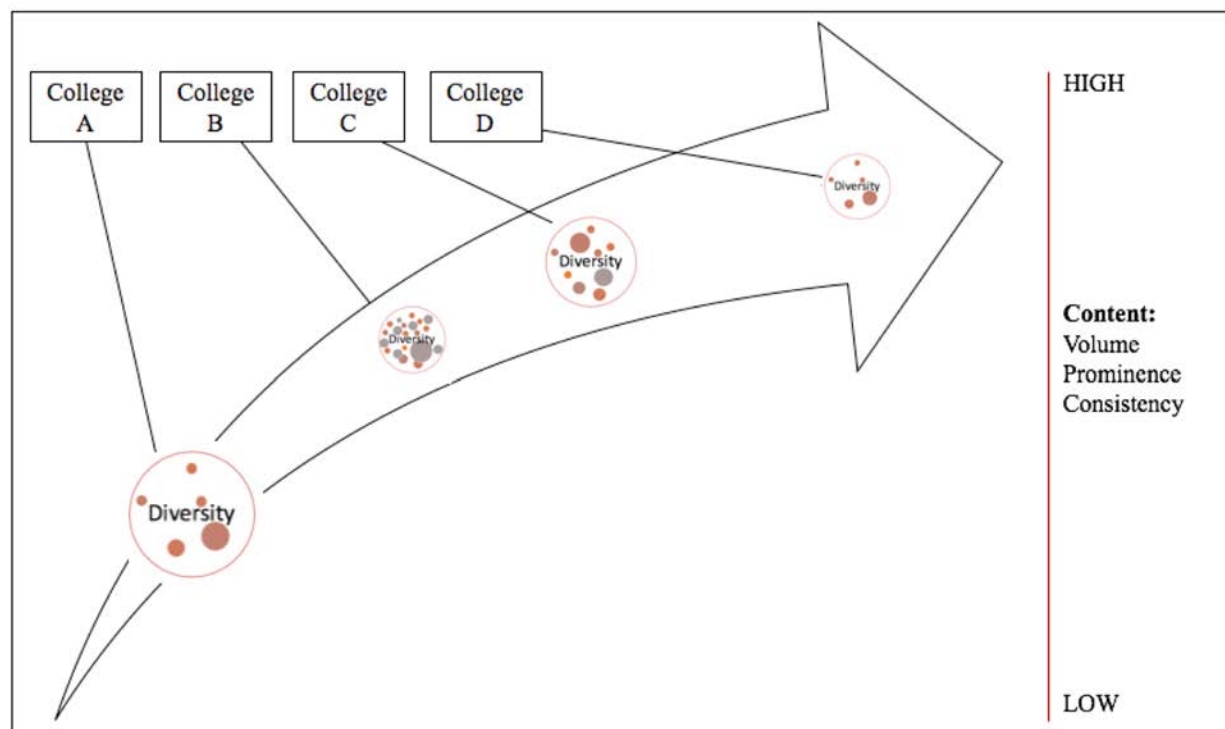 College
A
College
B
College
C
College
D
HIGH
Diversity
Diversity
Diversity
Diversity
Content:
Volume
Prominence
Consistency
LOW